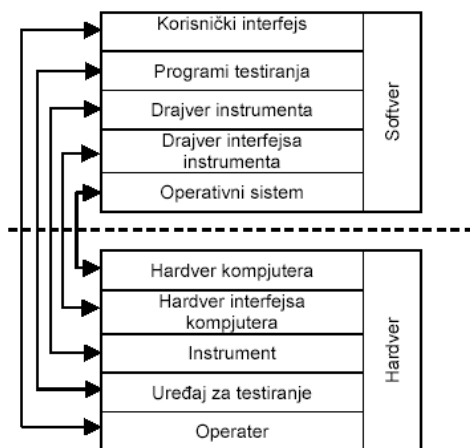 Korisnički interfejs
Programi testiranja
Drajver instrumenta
Drajver interfejsa
instrumenta
Operativni sistem
Softver
Hardver kompjutera
Hardver interfejsa
kompjutera
Instrument
Uređaj za testiranje
Operater
Hardver